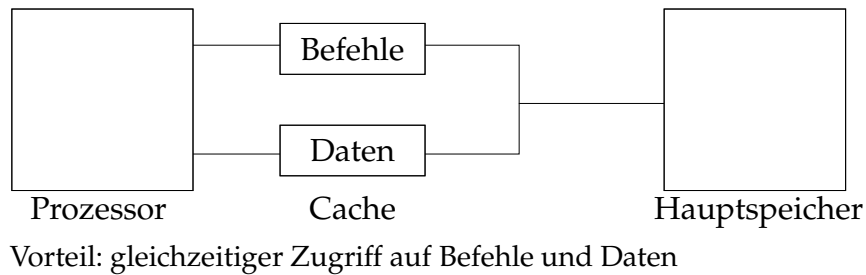 Befehle
Daten
Prozessor Cache Hauptspeicher
Vorteil: gleichzeitiger Zugriff auf Befehle und Daten